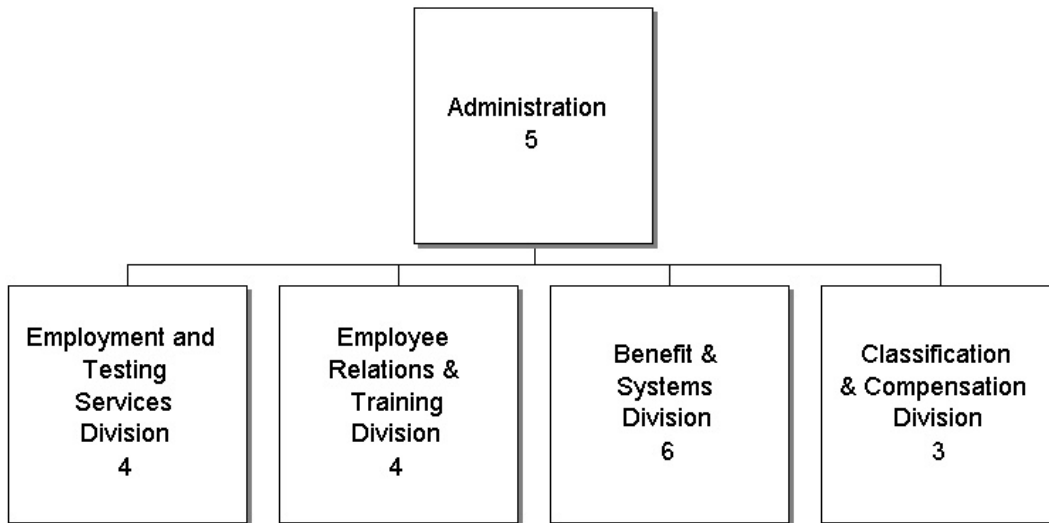 Administration
5
Employment and
Testing
Services
Division
4
Employee
Relations &
Training
Division
4
Benefit &
Systems
Division
6
Classification
& Compensation
Division
3